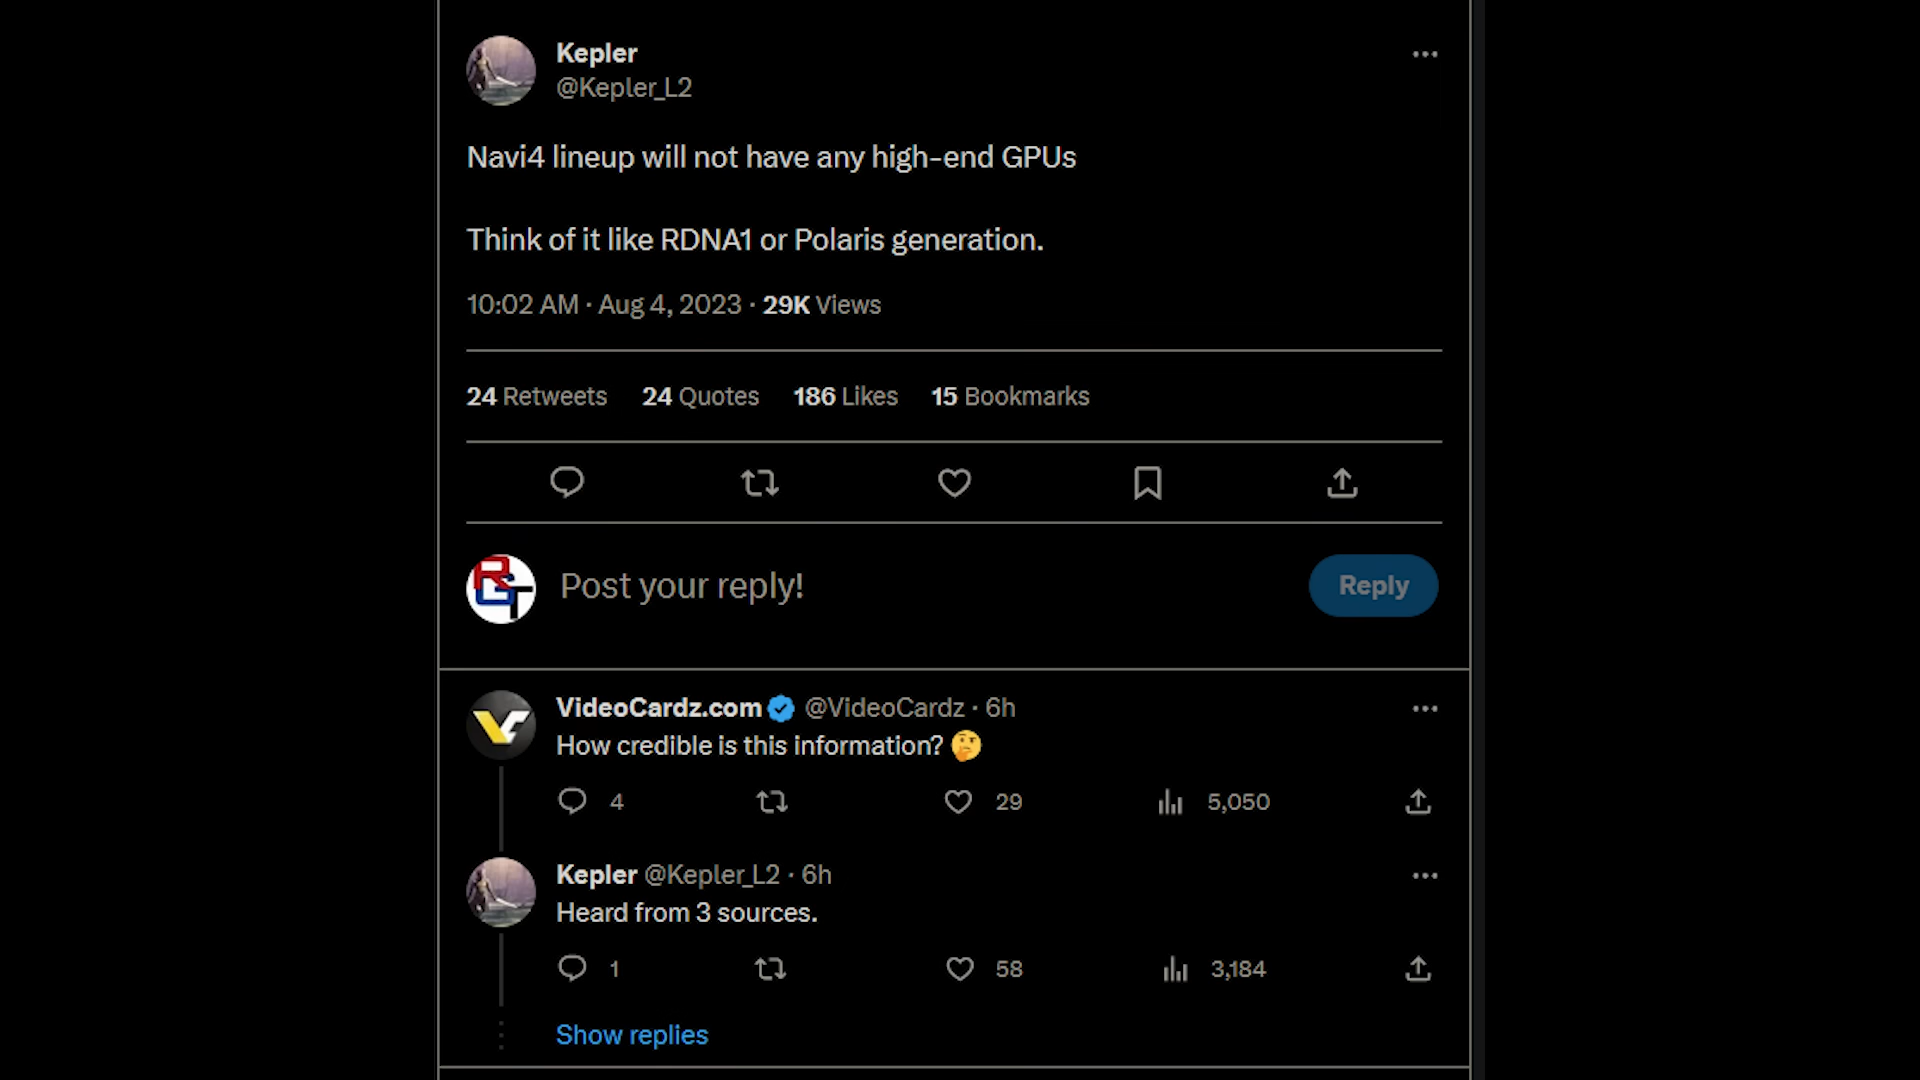 Kepler
@Kepler_L2
Navi4 lineup will not have any high-end GPUs
Think of it like RDNA1 or Polaris generation.
10:02 AM · Aug 4, 2023 · 29K Views
24 Retweets 24 Quotes 186 Likes 15 Bookmarks
RGT
Post your reply!
Reply
VideoCardz.com @VideoCardz · 6h
How credible is this information? 🤔
4 29 5,050
Kepler @Kepler_L2 · 6h
Heard from 3 sources.
1 58 3,184
Show replies